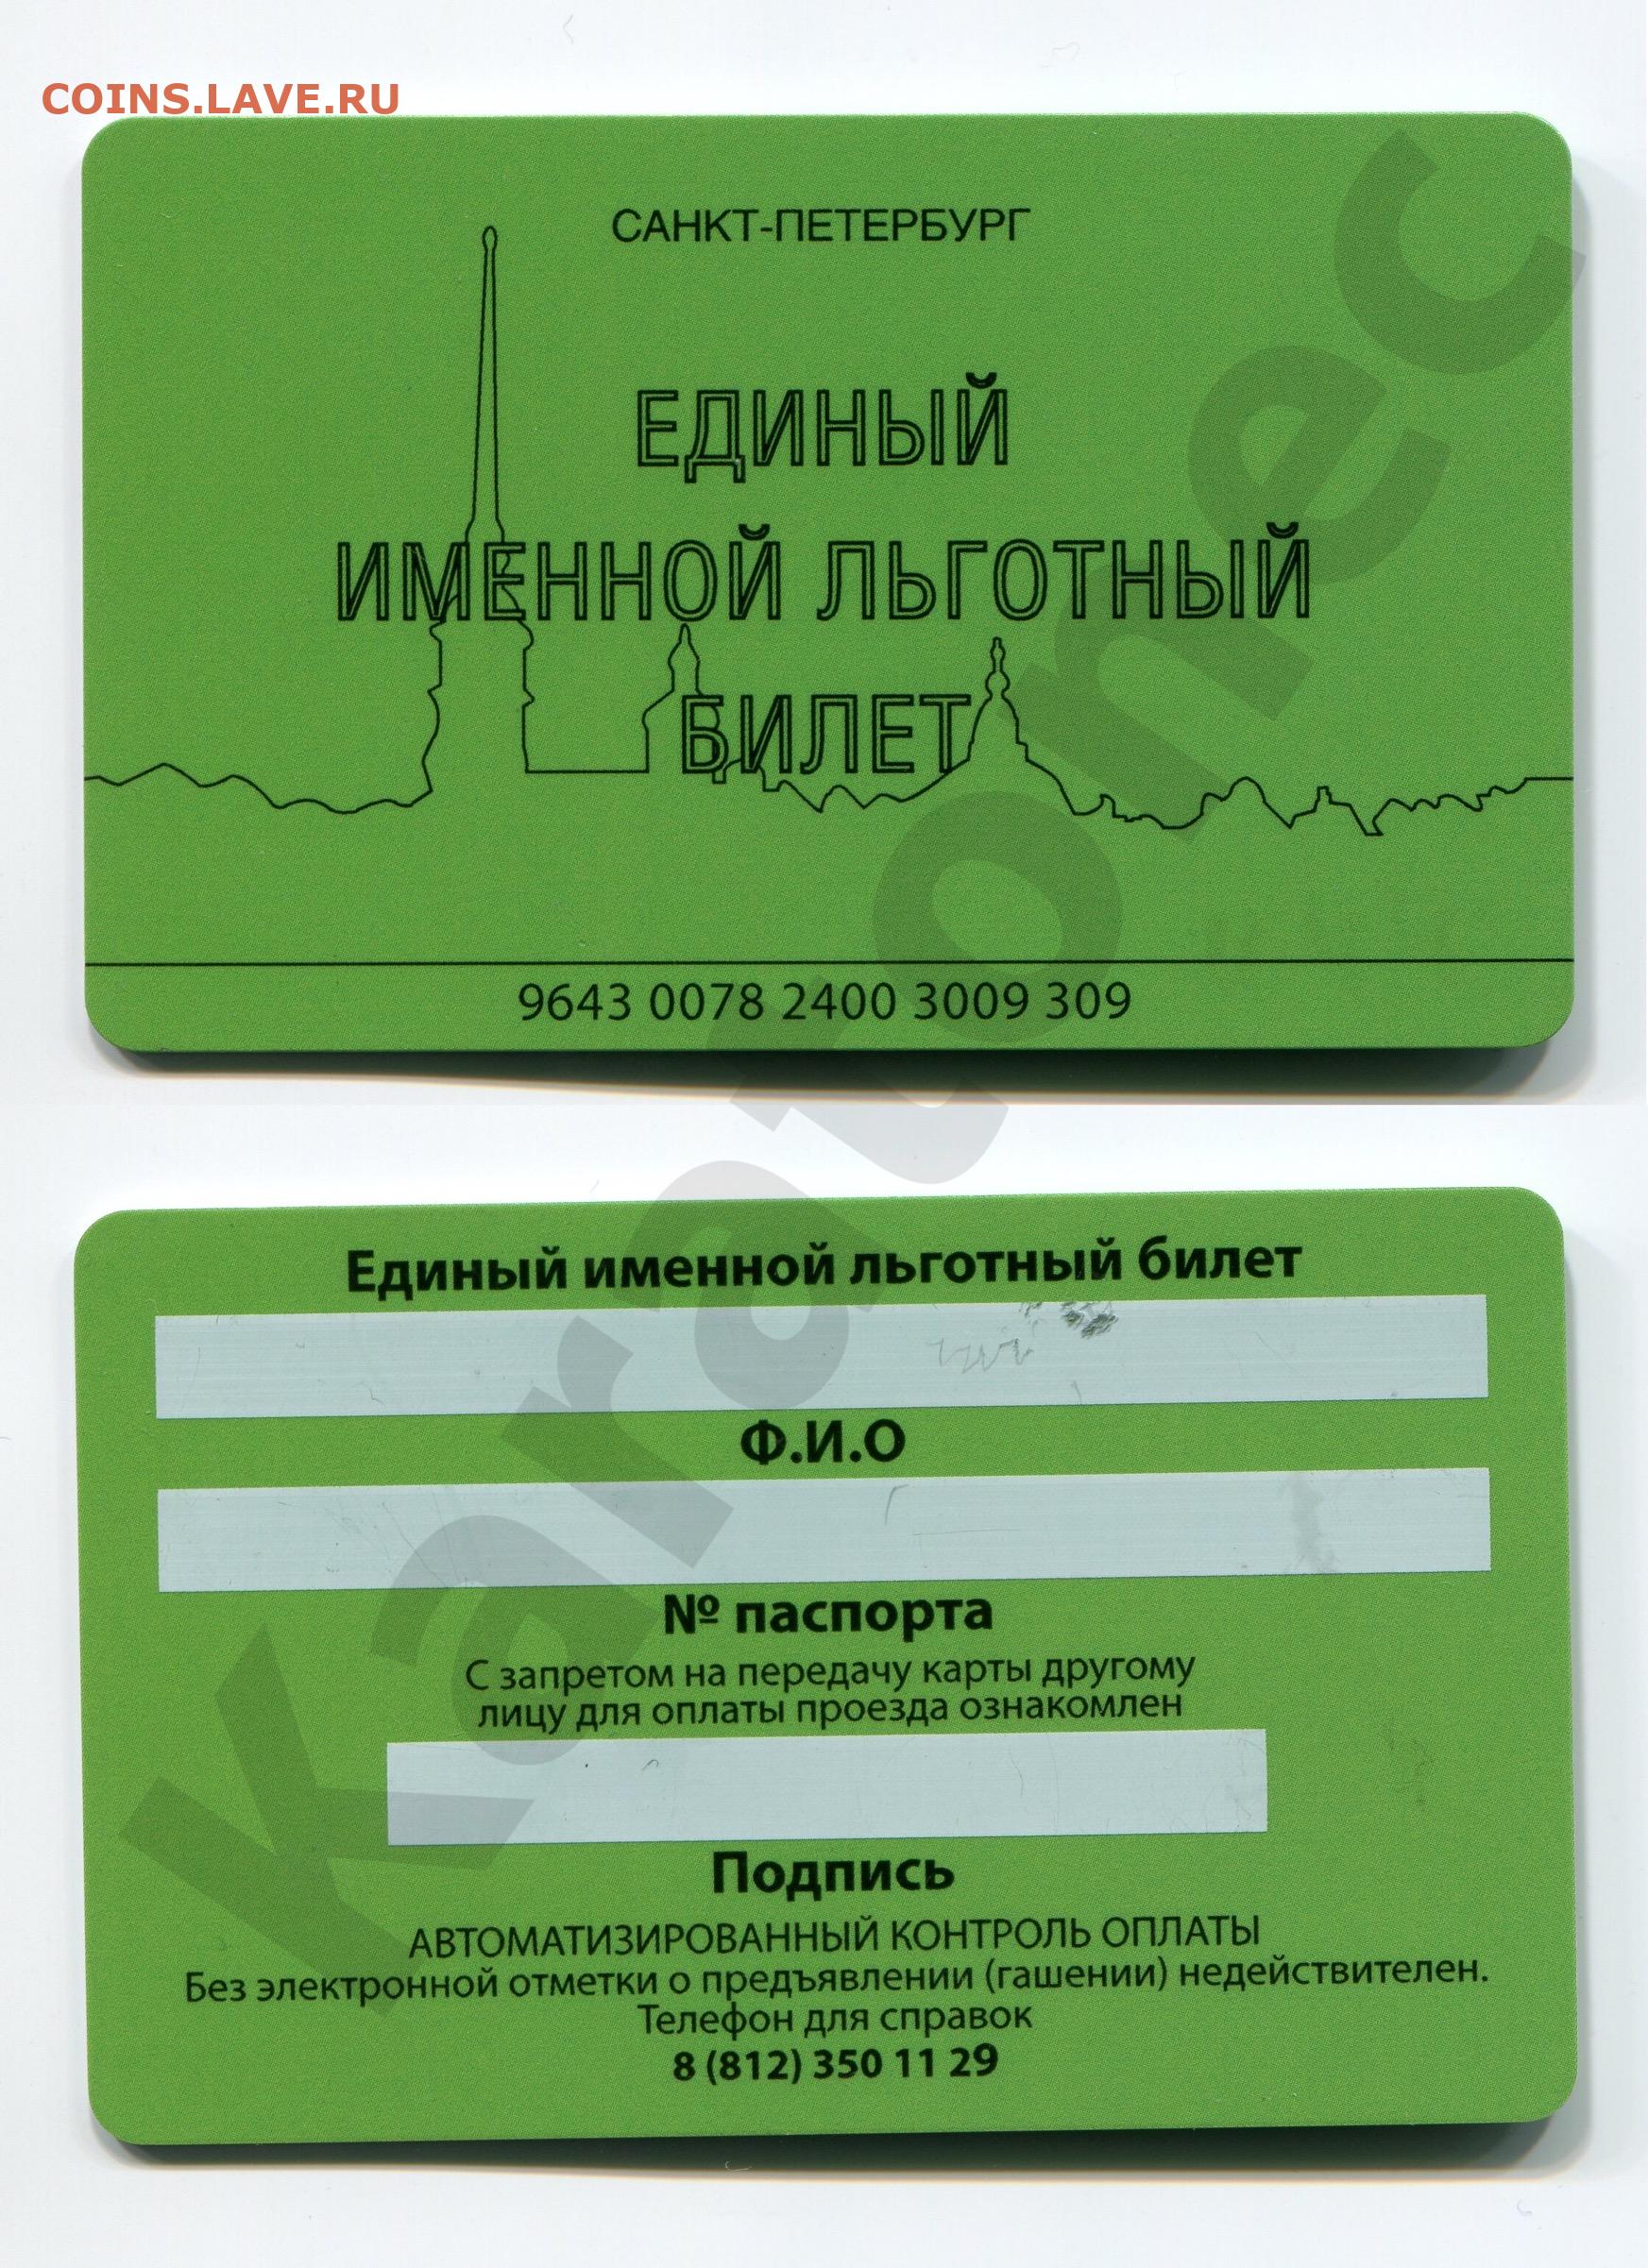 COINS.LAVE.RU
САНКТ-ПЕТЕРБУРГ
ЕДИНЫЙ
ИМЕННОЙ ЛЬГОТНЫЙ
БИЛЕТ
9643 0078 2400 3009 309
Единый именной льготный билет
Ф.И.О
№ паспорта
С запретом на передачу карты другому
лицу для оплаты проезда ознакомлен
Подпись
АВТОМАТИЗИРОВАННЫЙ КОНТРОЛЬ ОПЛАТЫ
Без электронной отметки о предъявлении (гашении) недействителен.
Телефон для справок
8 (812) 350 11 29
Karatonec